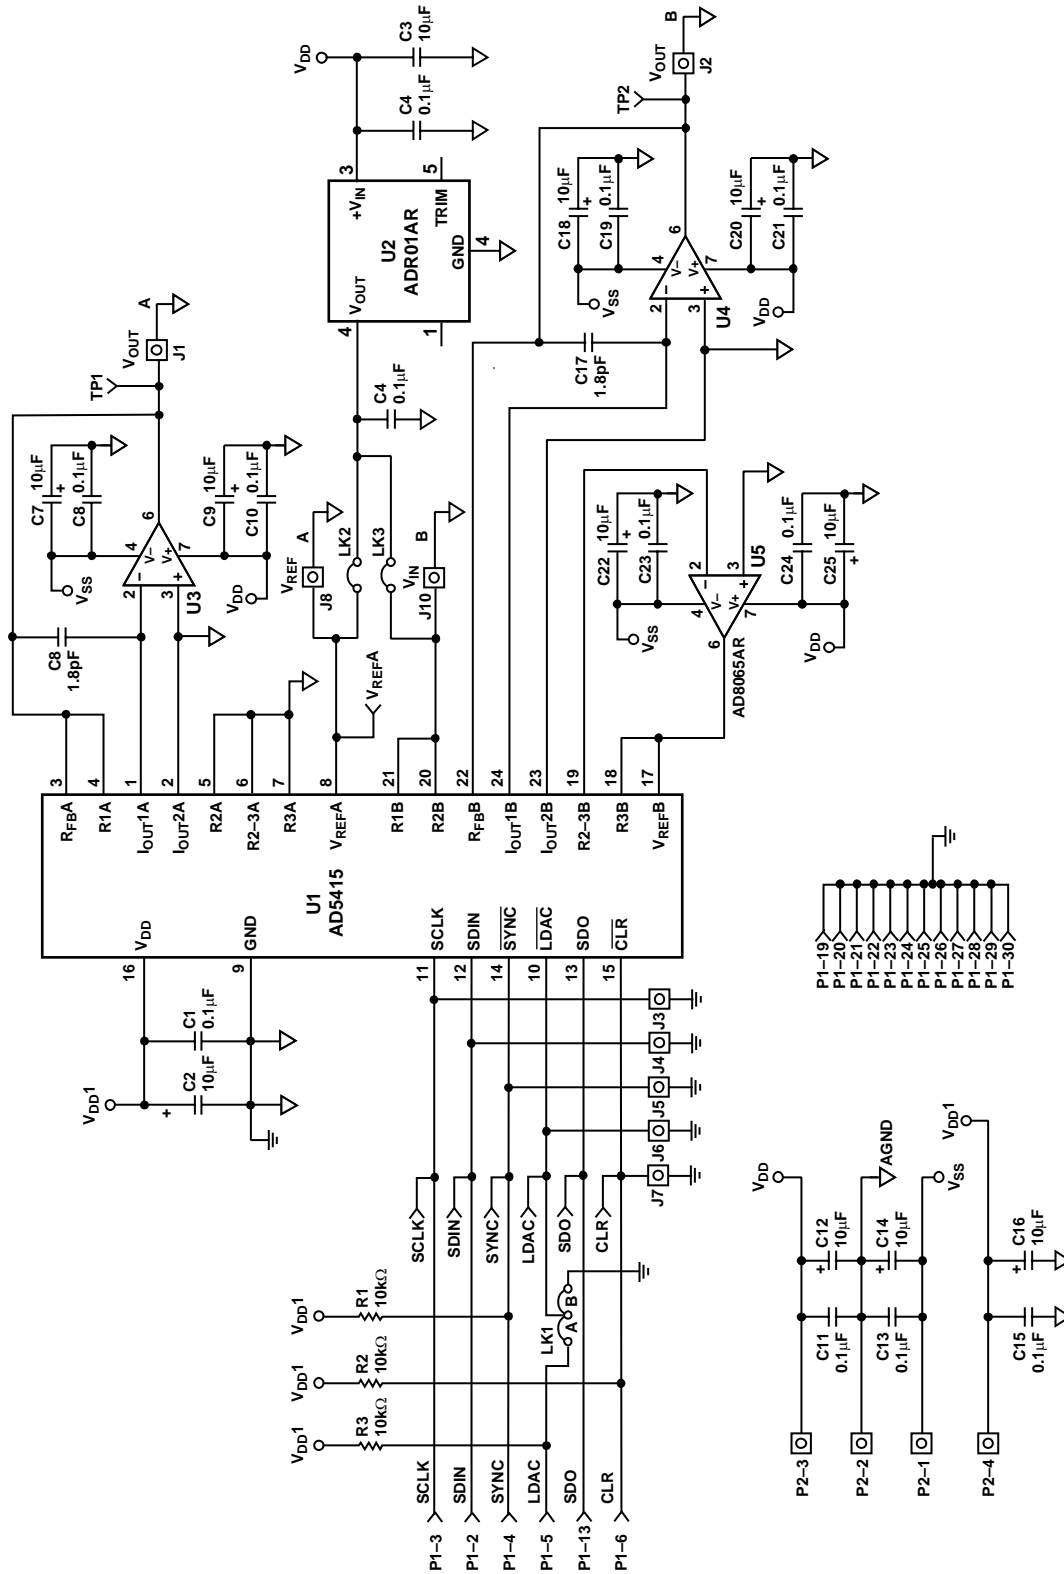 P1–3
P1–2
P1–4
P1–5
P1–13
P1–6
SCLK
SDIN
SYNC
LDAC
SDO
CLR
VDD1
R3
10kΩ
VDD1
R2
10kΩ
VDD1
R1
10kΩ
LK1
A
B
SCLK
SDIN
SYNC
LDAC
SDO
CLR
J7
J6
J5
J4
J3
VDD1
+
C2
10µF
C1
0.1µF
16
9
11
12
14
10
13
15
VDD
GND
SCLK
SDIN
SYNC
LDAC
SDO
CLR
U1
AD5415
RFBA
R1A
IOUT1A
IOUT2A
R2A
R2–3A
R3A
VREFA
R1B
R2B
RFBB
IOUT1B
IOUT2B
R2–3B
R3B
VREFB
3
4
1
2
5
6
7
8
21
20
22
24
23
19
18
17
C8
1.8pF
VSS
C7
10µF
+
C8
0.1µF
2
3
4
7
6
–
+
V–
V+
U3
VDD
C9
10µF
+
C10
0.1µF
TP1
VOUT
J1
A
VREFA
VREF
J8
A
LK2
LK3
VIN
J10
B
C4
0.1µF
4
VOUT
1
U2
ADR01AR
+VIN
3
TRIM
5
GND
4
VDD
C4
0.1µF
C3
10µF
AD8065AR
6
4
7
2
3
–
+
V–
V+
U5
VSS
C22
10µF
+
C23
0.1µF
VDD
C24
0.1µF
C25
10µF
+
C17
1.8pF
VSS
C18
10µF
+
C19
0.1µF
2
3
4
7
6
–
+
V–
V+
U4
VDD
C20
10µF
+
C21
0.1µF
TP2
VOUT
J2
B
P2–3
P2–2
P2–1
P2–4
C11
0.1µF
C13
0.1µF
C15
0.1µF
+
C12
10µF
+
C14
10µF
+
C16
10µF
VDD
AGND
VSS
VDD1
P1–19
P1–20
P1–21
P1–22
P1–23
P1–24
P1–25
P1–26
P1–27
P1–28
P1–29
P1–30